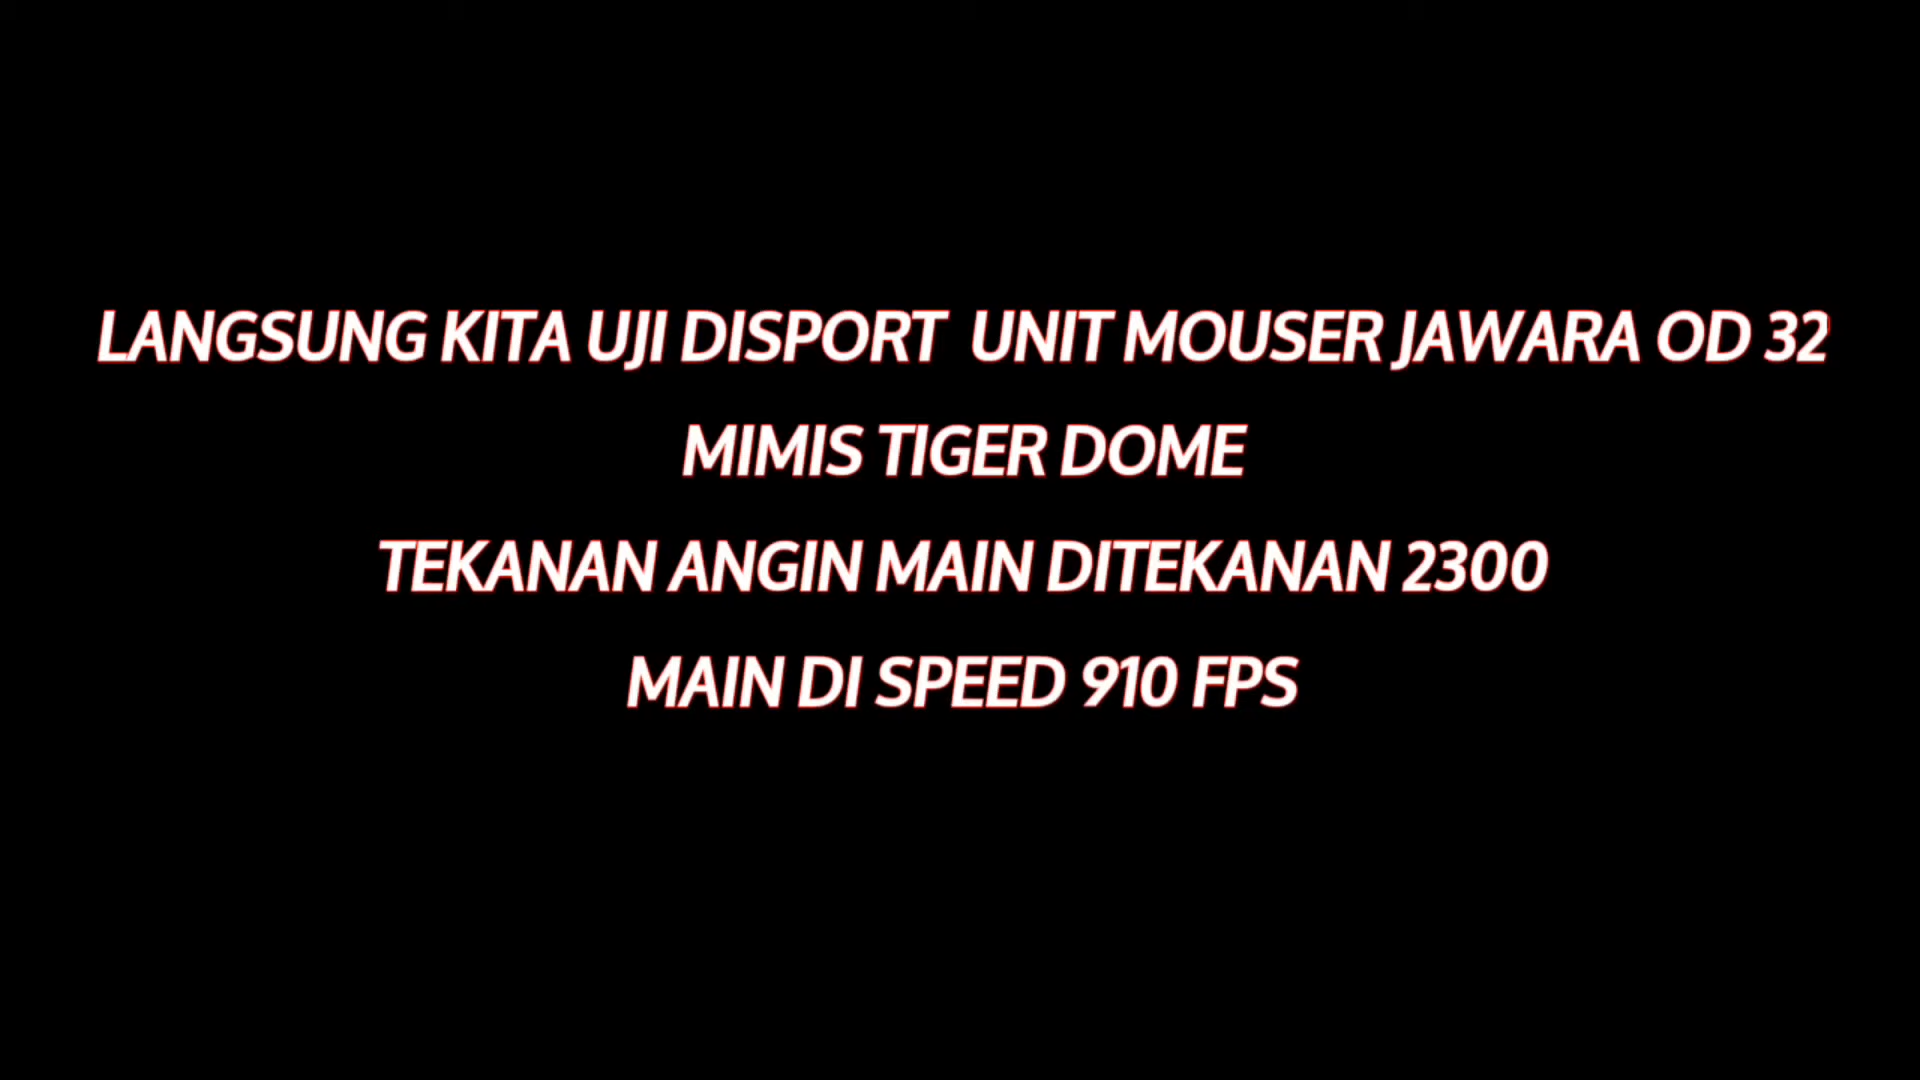 LANGSUNG KITA UJI DISPORT UNIT MOUSER JAWARA OD 32
MIMIS TIGER DOME
TEKANAN ANGIN MAIN DITEKANAN 2300
MAIN DI SPEED 910 FPS